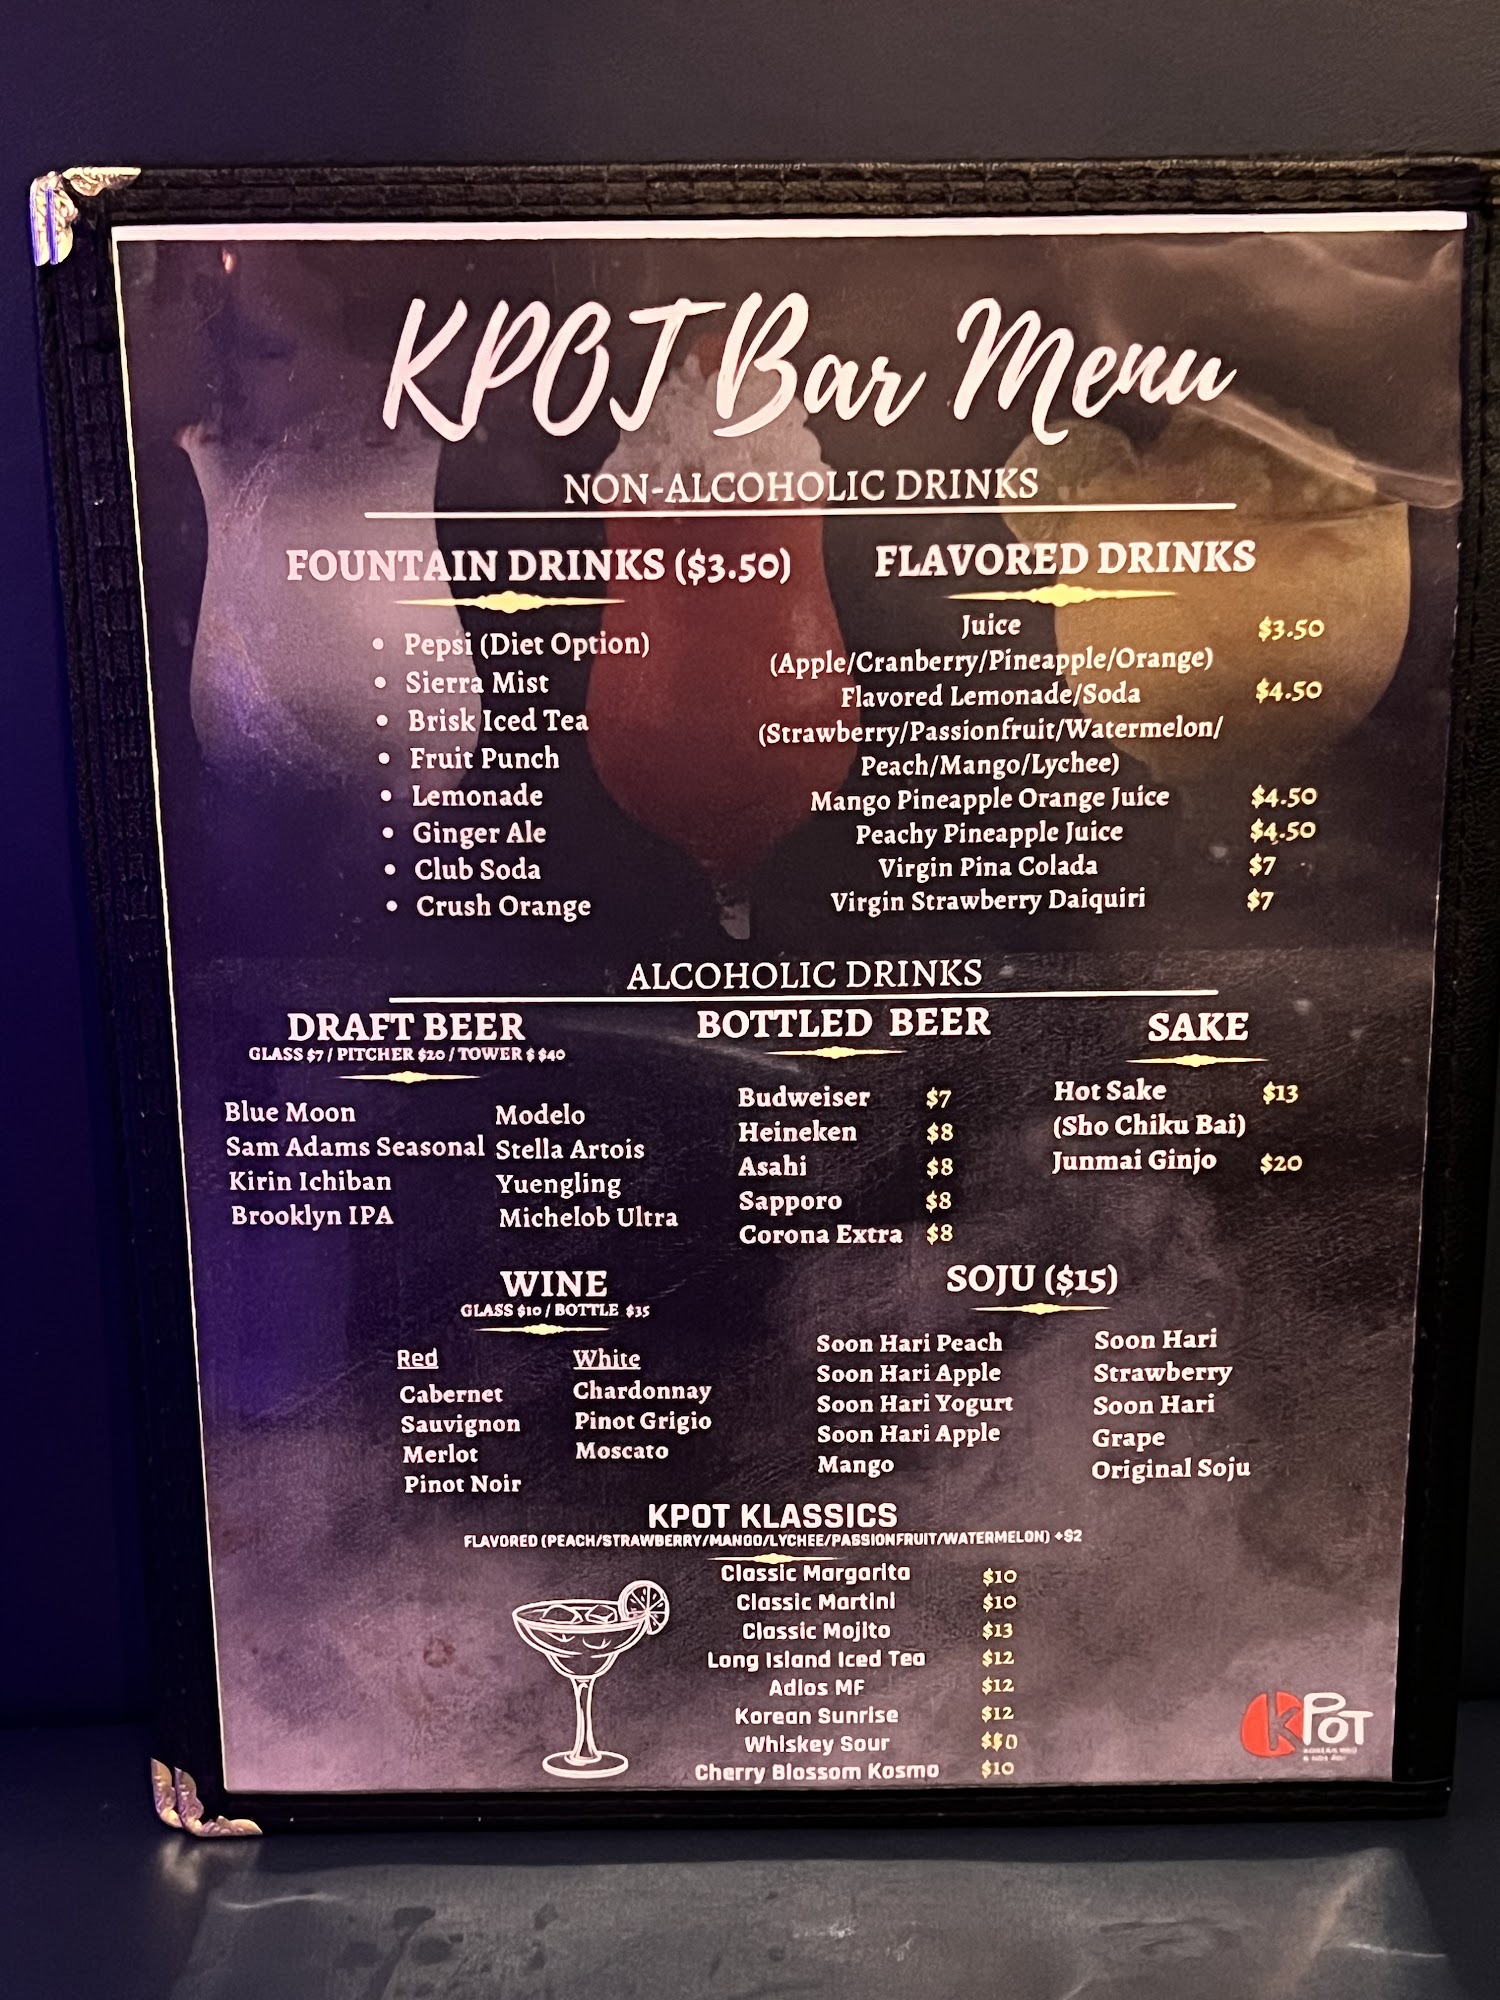 KPOT Bar Menu
NON-ALCOHOLIC DRINKS
FOUNTAIN DRINKS ($3.50)
• Pepsi (Diet Option)
• Sierra Mist
• Brisk Iced Tea
• Fruit Punch
• Lemonade
• Ginger Ale
• Club Soda
• Crush Orange
FLAVORED DRINKS
Juice $3.50
(Apple/Cranberry/Pineapple/Orange)
Flavored Lemonade/Soda $4.50
(Strawberry/Passionfruit/Watermelon/
Peach/Mango/Lychee)
Mango Pineapple Orange Juice $4.50
Peachy Pineapple Juice $4.50
Virgin Pina Colada $7
Virgin Strawberry Daiquiri $7
ALCOHOLIC DRINKS
DRAFT BEER
GLASS $7 / PITCHER $20 / TOWER $ $40
Blue Moon
Sam Adams Seasonal
Kirin Ichiban
Brooklyn IPA
Modelo
Stella Artois
Yuengling
Michelob Ultra
BOTTLED BEER
Budweiser $7
Heineken $8
Asahi $8
Sapporo $8
Corona Extra $8
SAKE
Hot Sake $13
(Sho Chiku Bai)
Junmai Ginjo $20
WINE
GLASS $10 / BOTTLE $35
Red
Cabernet
Sauvignon
Merlot
Pinot Noir
White
Chardonnay
Pinot Grigio
Moscato
SOJU ($15)
Soon Hari Peach
Soon Hari Apple
Soon Hari Yogurt
Soon Hari Apple
Mango
Soon Hari
Strawberry
Soon Hari
Grape
Original Soju
KPOT KLASSICS
FLAVORED (PEACH/STRAWBERRY/MANGO/LYCHEE/PASSIONFRUIT/WATERMELON) +$2
Classic Margarita $10
Classic Martini $10
Classic Mojito $13
Long Island Iced Tea $12
Adios MF $12
Korean Sunrise $12
Whiskey Sour
Cherry Blossom Kosmo $10
KPOT
KOREAN BBQ
& HOT POT